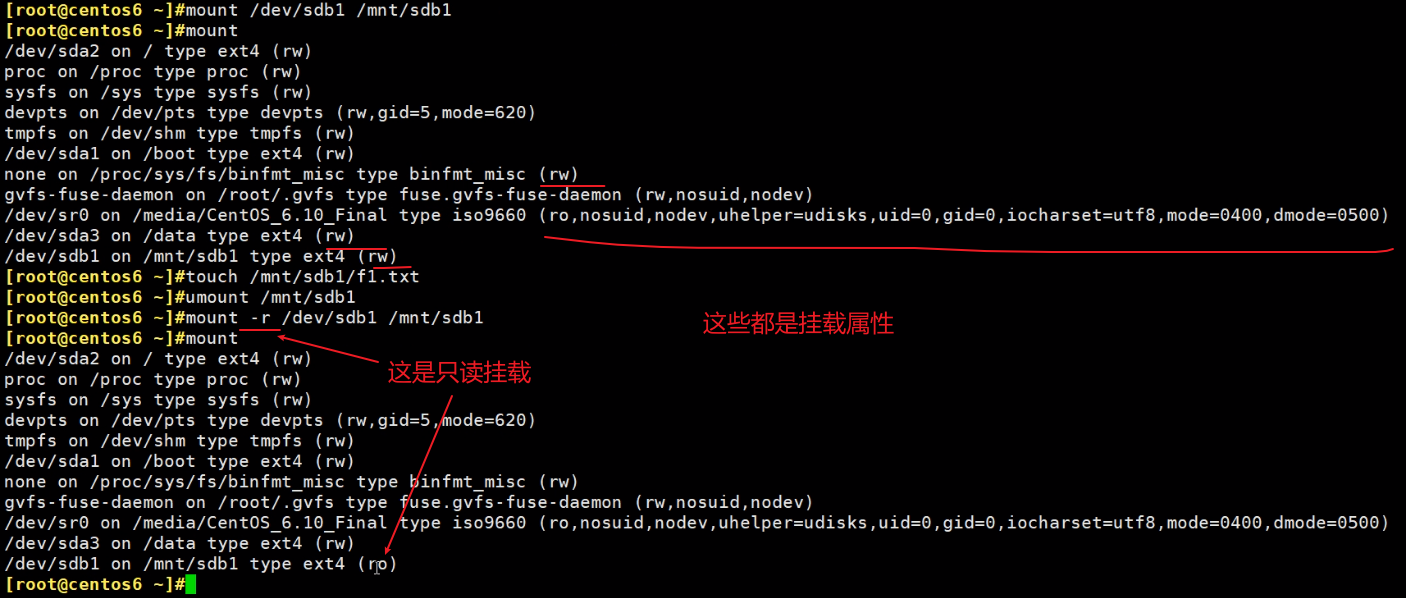 [root@centos6 ~]#mount /dev/sdb1 /mnt/sdb1
[root@centos6 ~]#mount
/dev/sda2 on / type ext4 (rw)
proc on /proc type proc (rw)
sysfs on /sys type sysfs (rw)
devpts on /dev/pts type devpts (rw,gid=5,mode=620)
tmpfs on /dev/shm type tmpfs (rw)
/dev/sda1 on /boot type ext4 (rw)
none on /proc/sys/fs/binfmt_misc type binfmt_misc (rw)
gvfs-fuse-daemon on /root/.gvfs type fuse.gvfs-fuse-daemon (rw,nosuid,nodev)
/dev/sr0 on /media/CentOS_6.10_Final type iso9660 (ro,nosuid,nodev,uhelper=udisks,uid=0,gid=0,iocharset=utf8,mode=0400,dmode=0500)
/dev/sda3 on /data type ext4 (rw)
/dev/sdb1 on /mnt/sdb1 type ext4 (rw)
[root@centos6 ~]#touch /mnt/sdb1/f1.txt
[root@centos6 ~]#umount /mnt/sdb1
[root@centos6 ~]#mount -r /dev/sdb1 /mnt/sdb1
这些都是挂载属性
[root@centos6 ~]#mount
/dev/sda2 on / type ext4 (rw)
这是只读挂载
proc on /proc type proc (rw)
sysfs on /sys type sysfs (rw)
devpts on /dev/pts type devpts (rw,gid=5,mode=620)
tmpfs on /dev/shm type tmpfs (rw)
/dev/sda1 on /boot type ext4 (rw)
none on /proc/sys/fs/binfmt_misc type binfmt_misc (rw)
gvfs-fuse-daemon on /root/.gvfs type fuse.gvfs-fuse-daemon (rw,nosuid,nodev)
/dev/sr0 on /media/CentOS_6.10_Final type iso9660 (ro,nosuid,nodev,uhelper=udisks,uid=0,gid=0,iocharset=utf8,mode=0400,dmode=0500)
/dev/sda3 on /data type ext4 (rw)
/dev/sdb1 on /mnt/sdb1 type ext4 (ro)
[root@centos6 ~]#